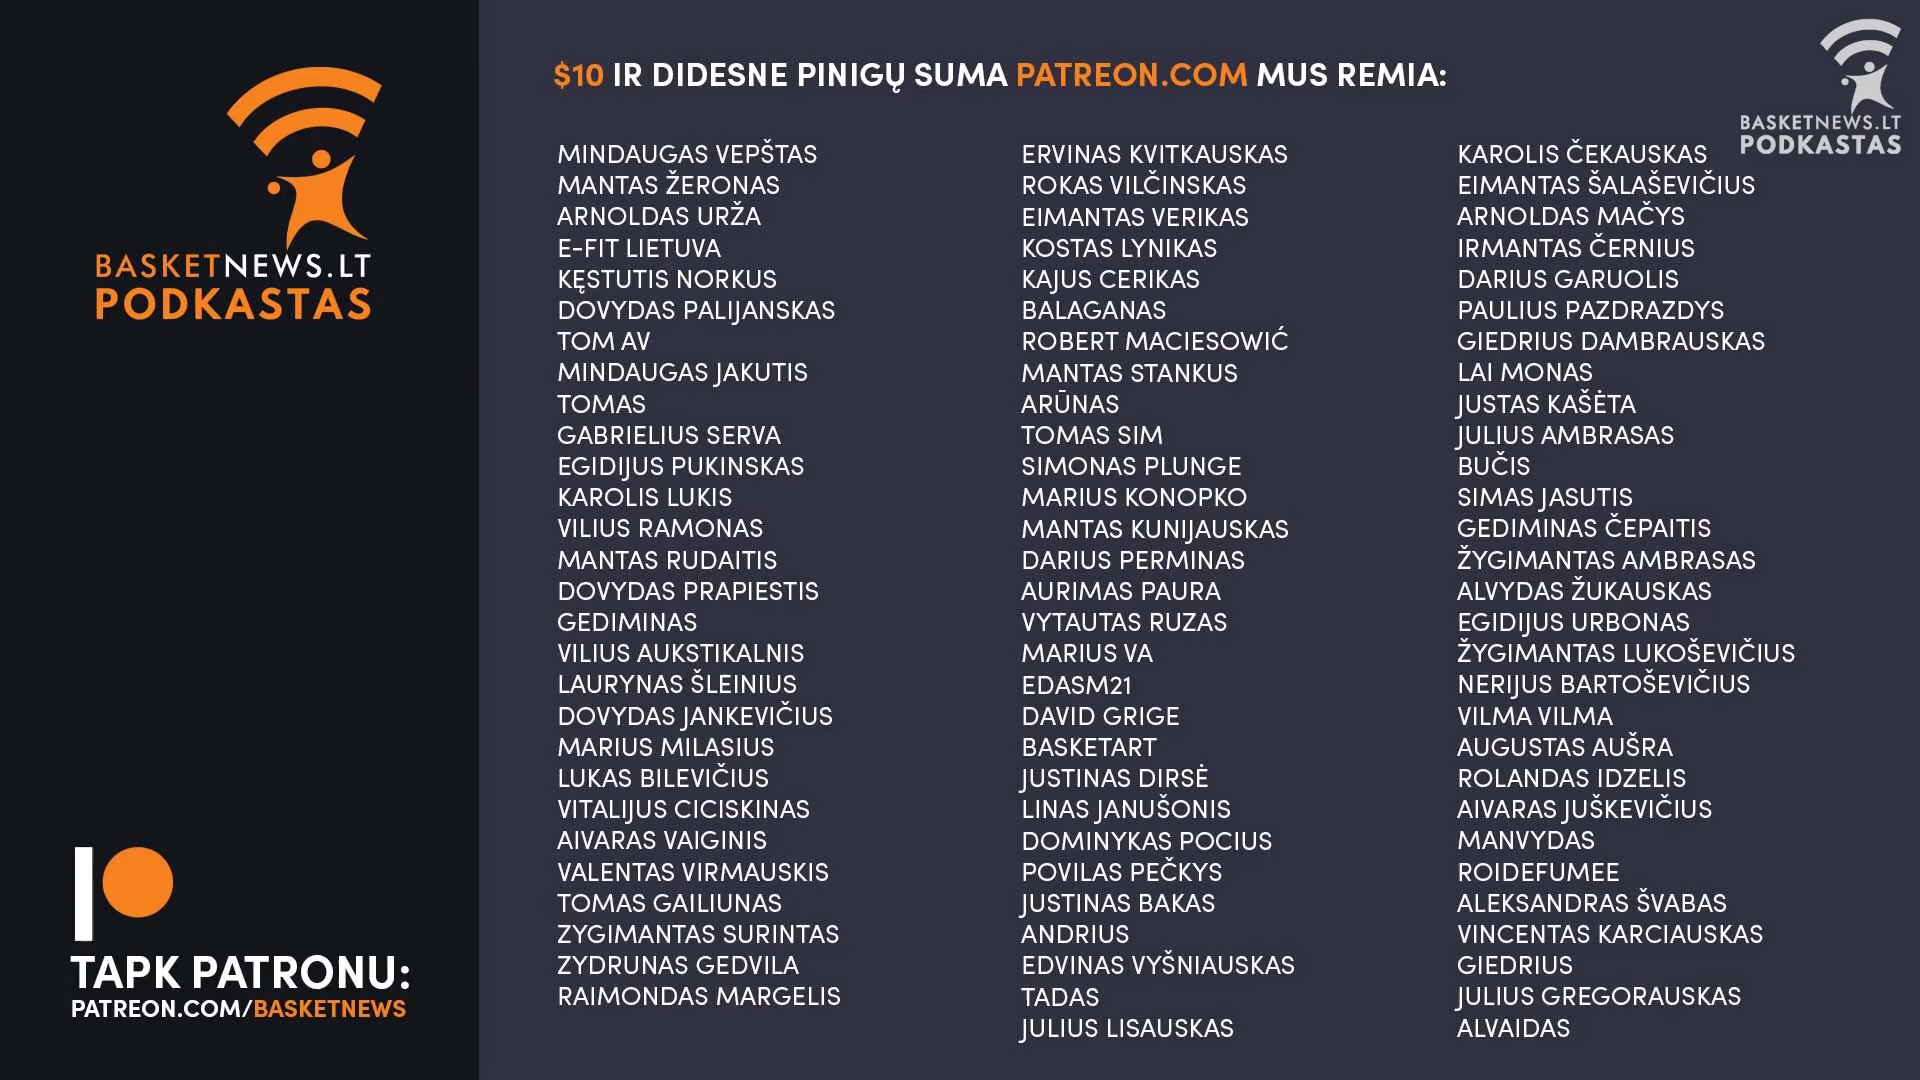 BASKETNEWS.LT
PODKASTAS
TAPK PATRONU:
PATREON.COM/BASKETNEWS
$10 IR DIDESNE PINIGŲ SUMA PATREON.COM MUS REMIA:
MINDAUGAS VEPŠTAS
MANTAS ŽERONAS
ARNOLDAS URŽA
E-FIT LIETUVA
KĘSTUTIS NORKUS
DOVYDAS PALIJANSKAS
TOM AV
MINDAUGAS JAKUTIS
TOMAS
GABRIELIUS SERVA
EGIDIJUS PUKINSKAS
KAROLIS LUKIS
VILIUS RAMONAS
MANTAS RUDAITIS
DOVYDAS PRAPIESTIS
GEDIMINAS
VILIUS AUKSTIKALNIS
LAURYNAS ŠLEINIUS
DOVYDAS JANKEVIČIUS
MARIUS MILASIUS
LUKAS BILEVIČIUS
VITALIJUS CICISKINAS
AIVARAS VAIGINIS
VALENTAS VIRMAUSKIS
TOMAS GAILIUNAS
ZYGIMANTAS SURINTAS
ZYDRUNAS GEDVILA
RAIMONDAS MARGELIS
ERVINAS KVITKAUSKAS
ROKAS VILČINSKAS
EIMANTAS VERIKAS
KOSTAS LYNIKAS
KAJUS CERIKAS
BALAGANAS
ROBERT MACIESOWIĆ
MANTAS STANKUS
ARŪNAS
TOMAS SIM
SIMONAS PLUNGE
MARIUS KONOPKO
MANTAS KUNIJAUSKAS
DARIUS PERMINAS
AURIMAS PAURA
VYTAUTAS RUZAS
MARIUS VA
EDASM21
DAVID GRIGE
BASKETART
JUSTINAS DIRSĖ
LINAS JANUŠONIS
DOMINYKAS POCIUS
POVILAS PEČKYS
JUSTINAS BAKAS
ANDRIUS
EDVINAS VYŠNIAUSKAS
TADAS
JULIUS LISAUSKAS
KAROLIS ČEKAUSKAS
EIMANTAS ŠALAŠEVIČIUS
ARNOLDAS MAČYS
IRMANTAS ČERNIUS
DARIUS GARUOLIS
PAULIUS PAZDRAZDYS
GIEDRIUS DAMBRAUSKAS
LAI MONAS
JUSTAS KAŠĖTA
JULIUS AMBRASAS
BUČIS
SIMAS JASUTIS
GEDIMINAS ČEPAITIS
ŽYGIMANTAS AMBRASAS
ALVYDAS ŽUKAUSKAS
EGIDIJUS URBONAS
ŽYGIMANTAS LUKOŠEVIČIUS
NERIJUS BARTOŠEVIČIUS
VILMA VILMA
AUGUSTAS AUŠRA
ROLANDAS IDZELIS
AIVARAS JUŠKEVIČIUS
MANVYDAS
ROIDEFUMEE
ALEKSANDRAS ŠVABAS
VINCENTAS KARCIAUSKAS
GIEDRIUS
JULIUS GREGORAUSKAS
ALVAIDAS
BASKETNEWS.LT
PODKASTAS